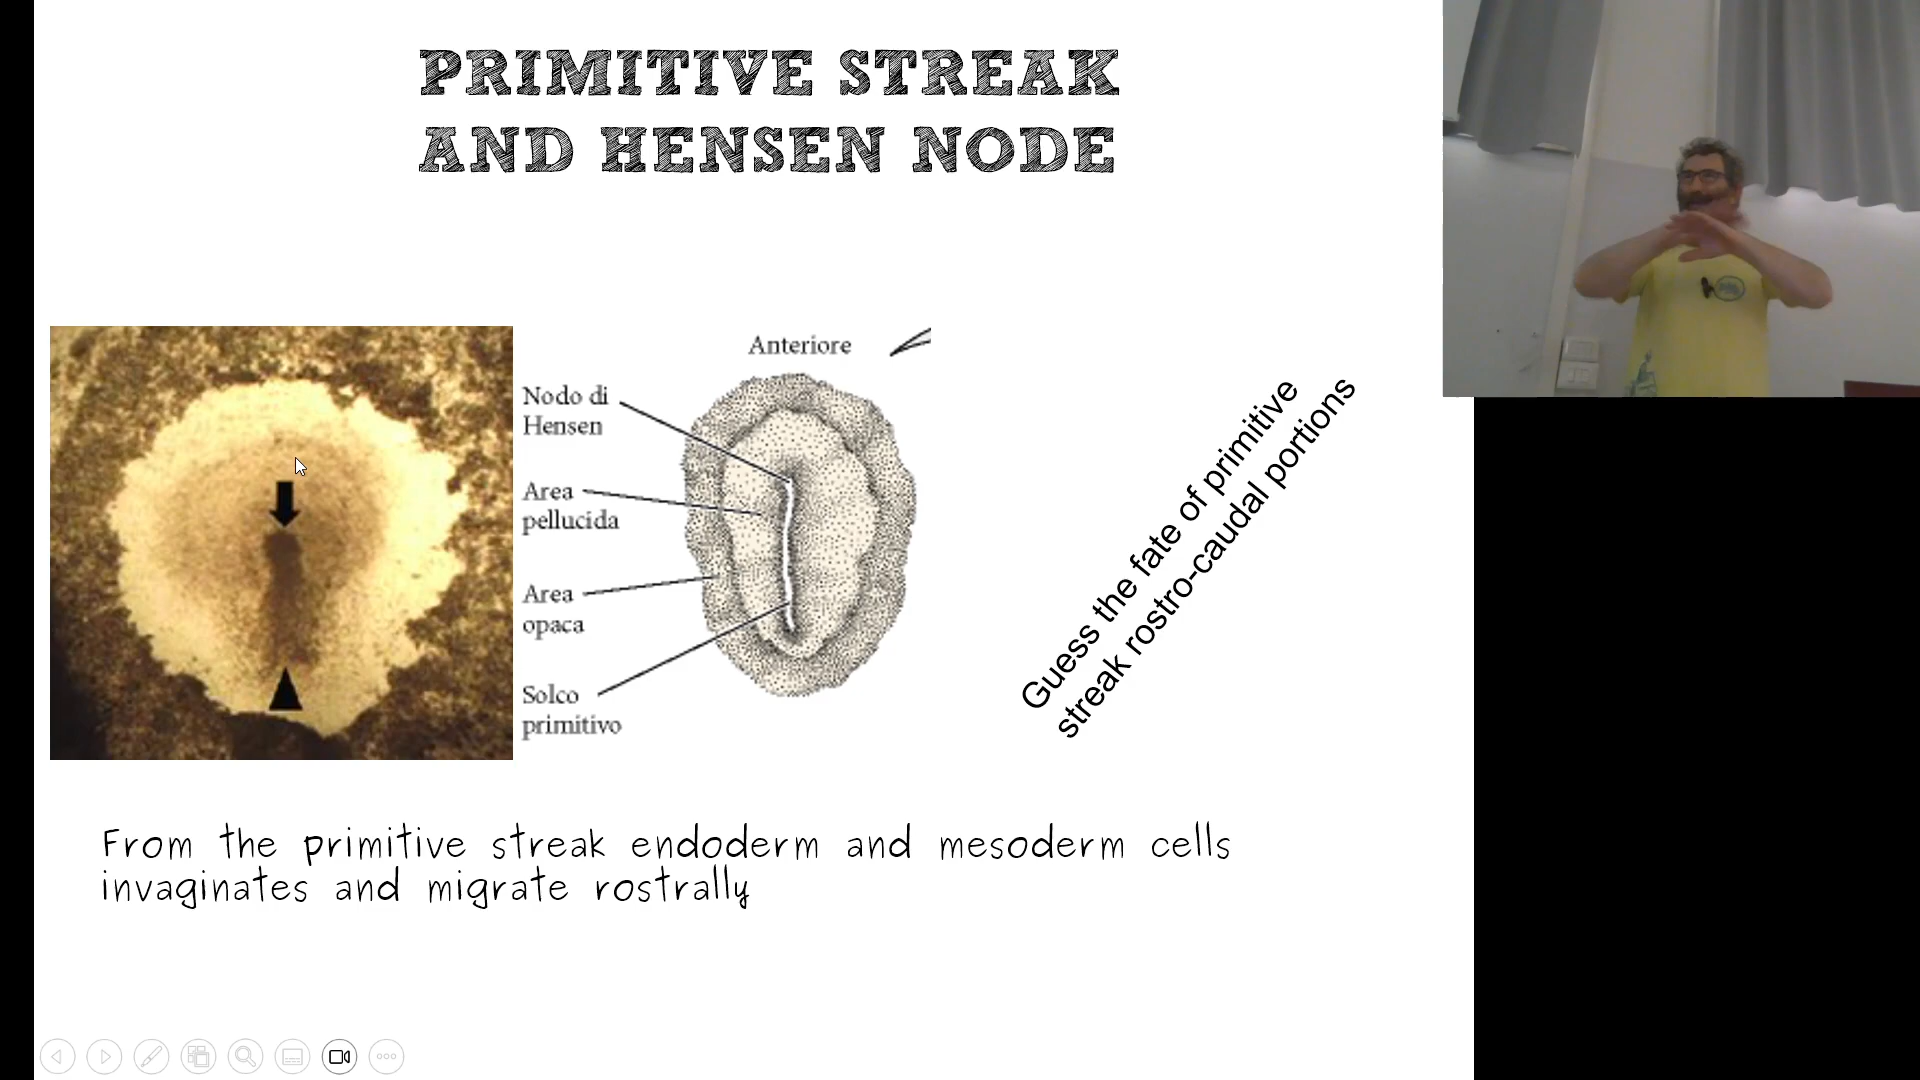 PRIMITIVE STREAK
AND HENSEN NODE
Anteriore
Nodo di
Hensen
Area
pellucida
Area
opaca
Solco
primitivo
Guess the fate of primitive
streak rostro-caudal portions
From the primitive streak endoderm and mesoderm cells
invaginates and migrate rostrally